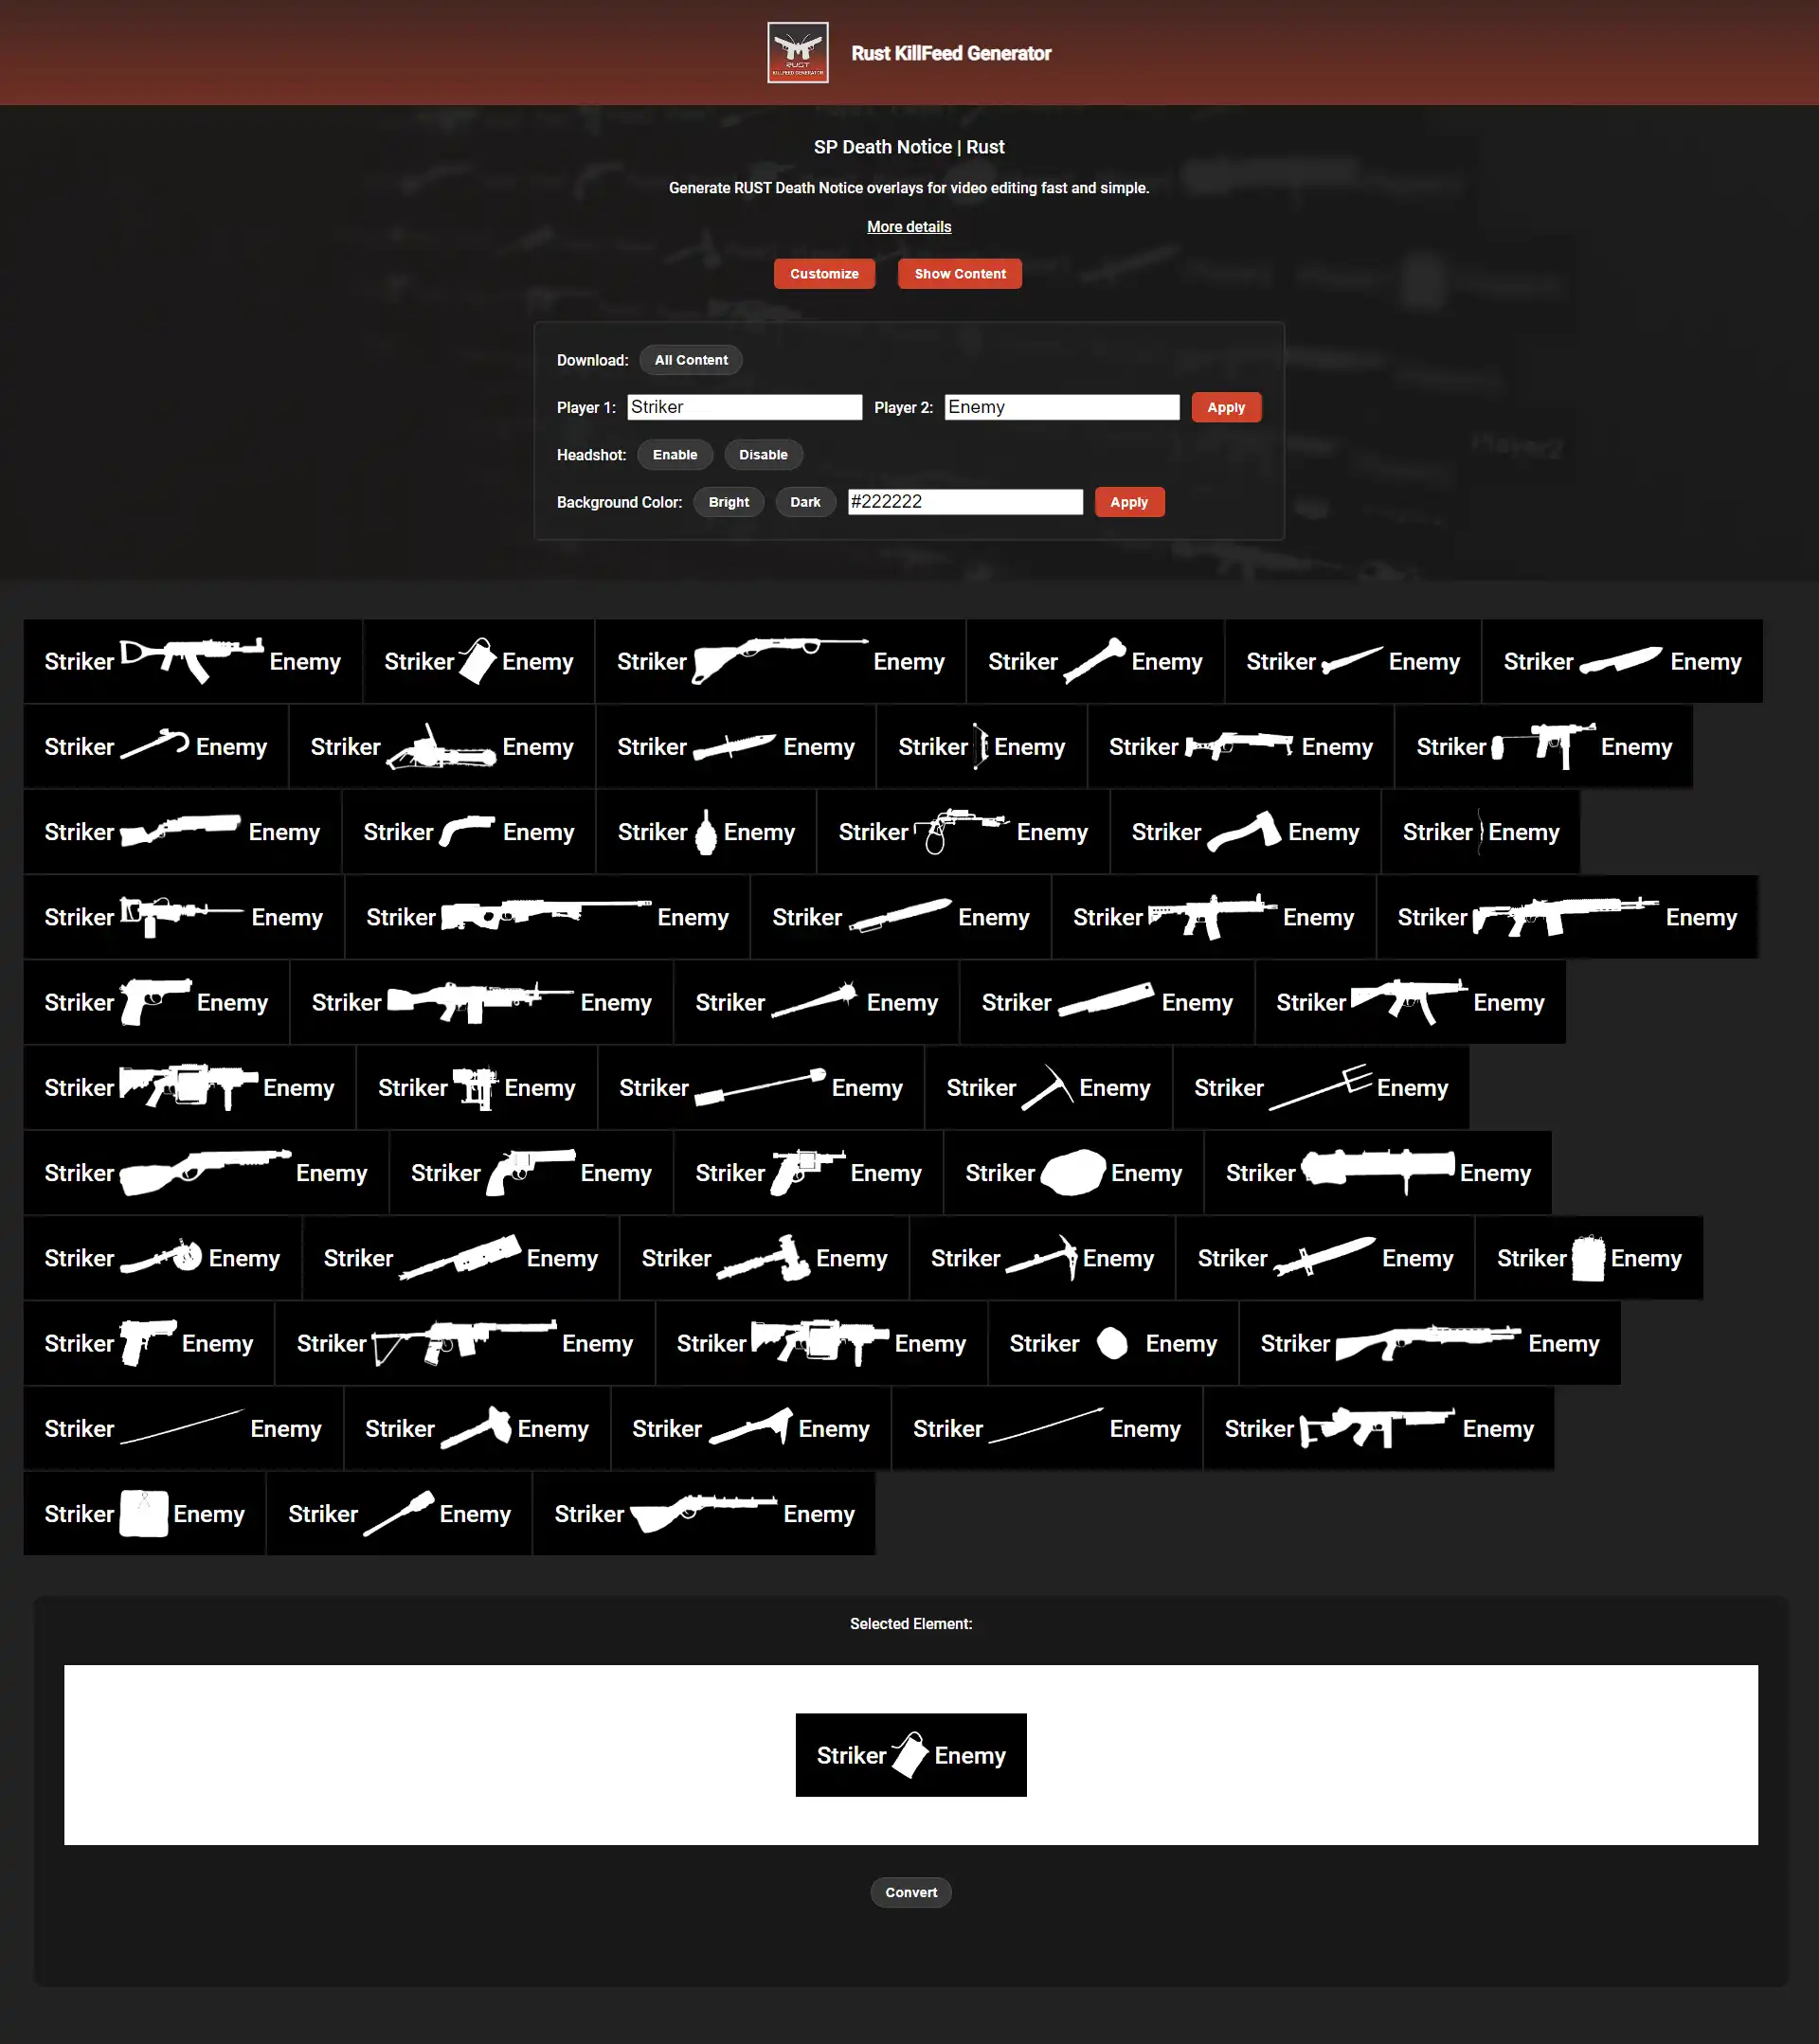 RUST
KILLFEED GENERATOR
Rust KillFeed Generator
SP Death Notice | Rust
Generate RUST Death Notice overlays for video editing fast and simple.
More details
Customize Show Content
Download: All Content
Player 1: Striker Player 2: Enemy Apply
Headshot: Enable Disable
Player2
Background Color: Bright Dark #222222 Apply
Striker Enemy Striker Enemy Striker Enemy Striker Enemy Striker Enemy Striker Enemy
Striker Enemy Striker Enemy Striker Enemy Striker Enemy Striker Enemy Striker Enemy
Striker Enemy Striker Enemy Striker Enemy Striker Enemy Striker Enemy Striker Enemy
Striker Enemy Striker Enemy Striker Enemy Striker Enemy Striker Enemy
Striker Enemy Striker Enemy Striker Enemy Striker Enemy Striker Enemy
Striker Enemy Striker Enemy Striker Enemy Striker Enemy Striker Enemy
Striker Enemy Striker Enemy Striker Enemy Striker Enemy Striker Enemy
Striker Enemy Striker Enemy Striker Enemy Striker Enemy Striker Enemy Striker Enemy
Striker Enemy Striker Enemy Striker Enemy Striker Enemy Striker Enemy
Striker Enemy Striker Enemy Striker Enemy Striker Enemy Striker Enemy
Striker Enemy Striker Enemy Striker Enemy
Selected Element:
Striker Enemy
Convert